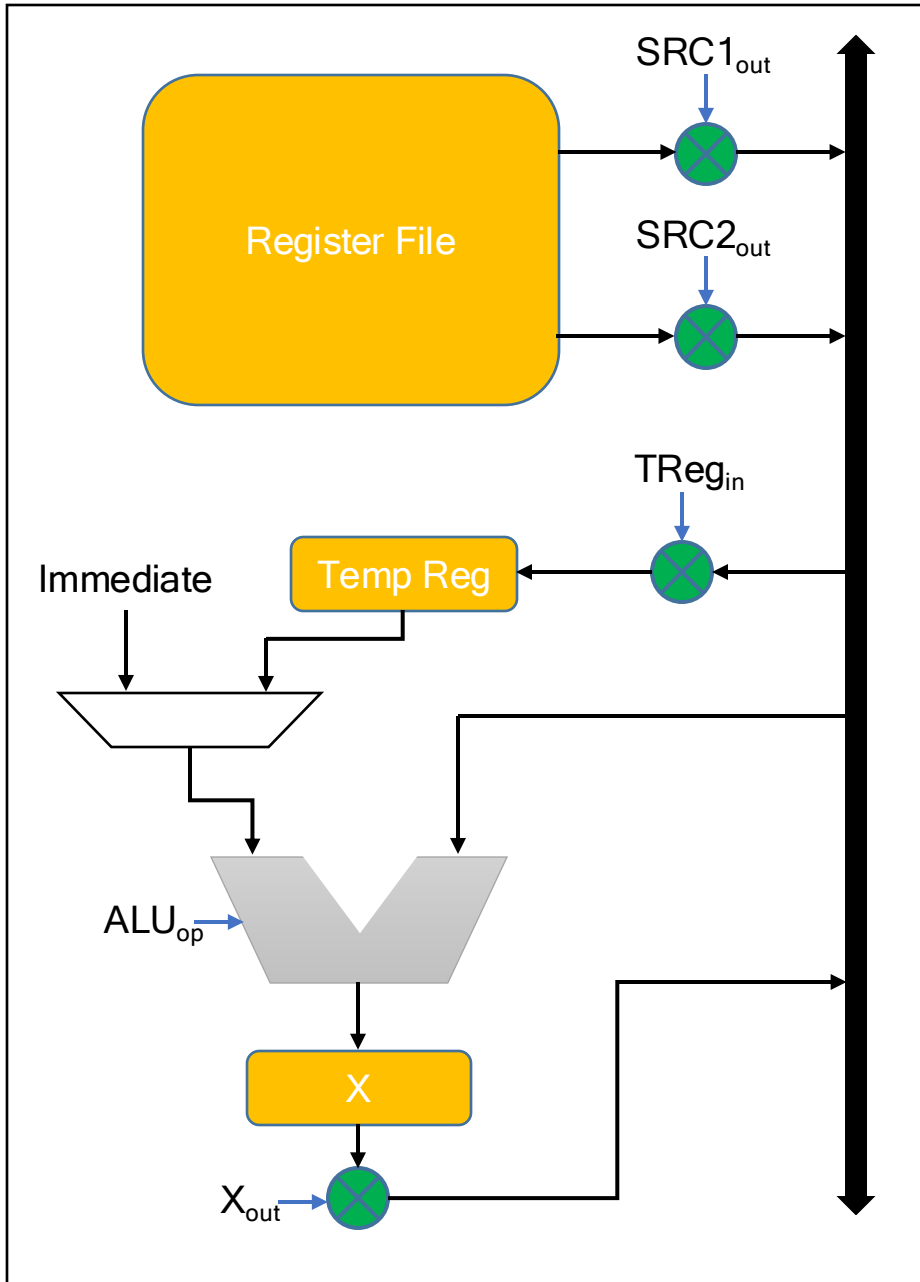 SRC1out
Register File
SRC2out
TRegin
Temp Reg
Immediate
ALUop
X
Xout